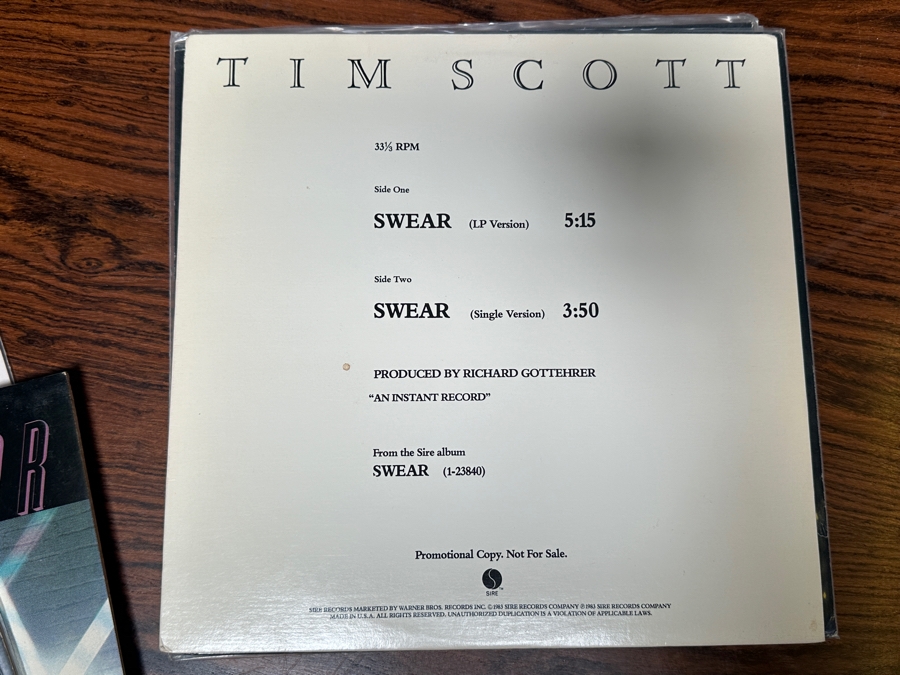 TIM SCOTT
33⅓ RPM
Side One
SWEAR (LP Version) 5:15
Side Two
SWEAR (Single Version) 3:50
PRODUCED BY RICHARD GOTTEHRER
"AN INSTANT RECORD"
From the Sire album
SWEAR (1-23840)
Promotional Copy. Not For Sale.
SIRE
SIRE RECORDS MARKETED BY WARNER BROS. RECORDS INC. ©1983 SIRE RECORDS COMPANY ℗1983 SIRE RECORDS COMPANY
MADE IN U.S.A. ALL RIGHTS RESERVED. UNAUTHORIZED DUPLICATION IS A VIOLATION OF APPLICABLE LAWS.
R